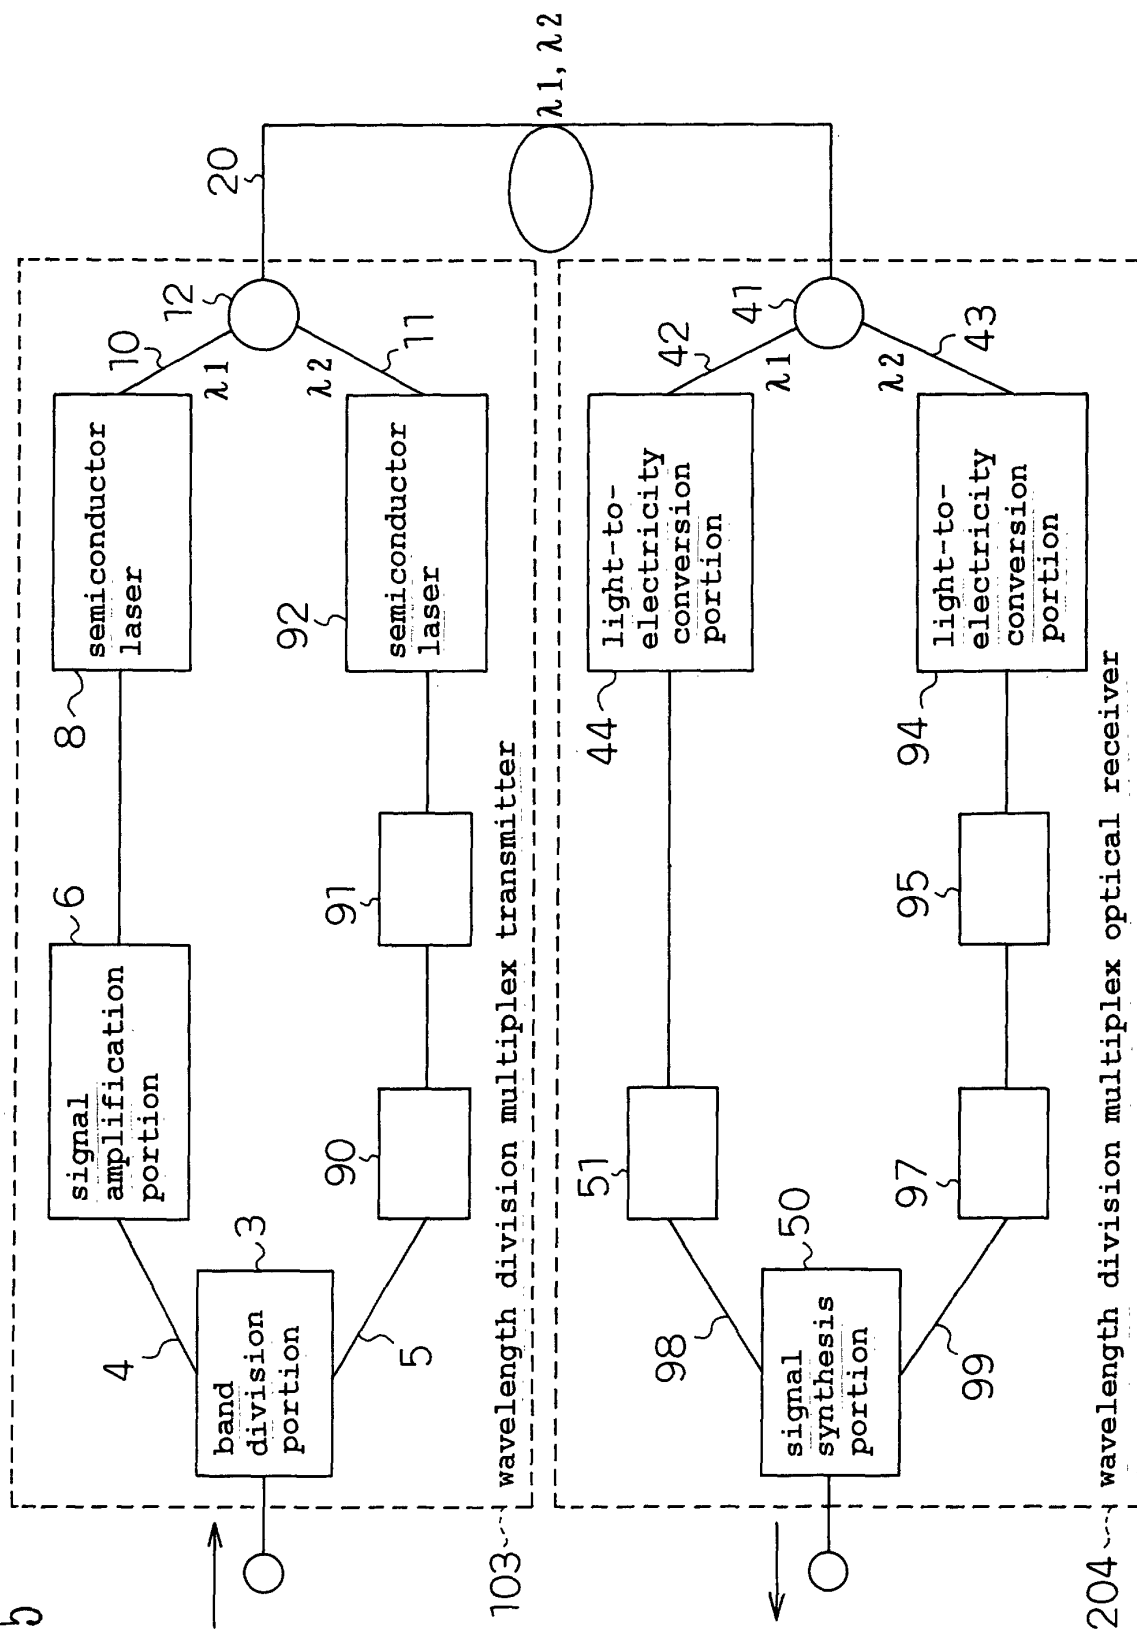 λ1, λ2
20
12
10
λ1
λ2
11
8
semiconductor
laser
92
semiconductor
laser
6
signal
amplification
portion
91
90
4
3
5
band
division
portion
103
wavelength division multiplex transmitter
41
42
λ1
λ2
43
44
light-to-
electricity
conversion
portion
94
light-to-
electricity
conversion
portion
51
95
97
98
50
99
signal
synthesis
portion
204
wavelength division multiplex optical receiver